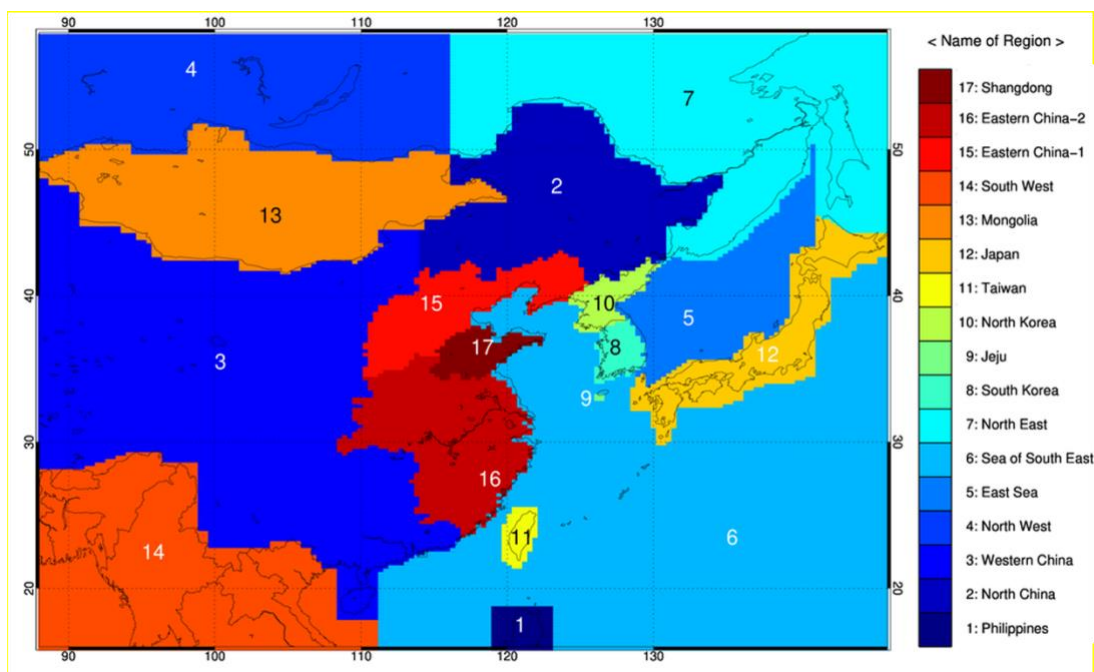 90 100 120 130
< Name of Region >
4
7
17: Shangdong
16: Eastern China-2
50 50
15: Eastern China-1
2
14: South West
13
13: Mongolia
12: Japan
40 15 10 40
11: Taiwan
5
10: North Korea
3 17 8 12
9: Jeju
9
8: South Korea
30 30
7: North East
16
6: Sea of South East
5: East Sea
14 11 6
4: North West
3: Western China
20 20
2: North China
1
1: Philippines
90 100 120 130